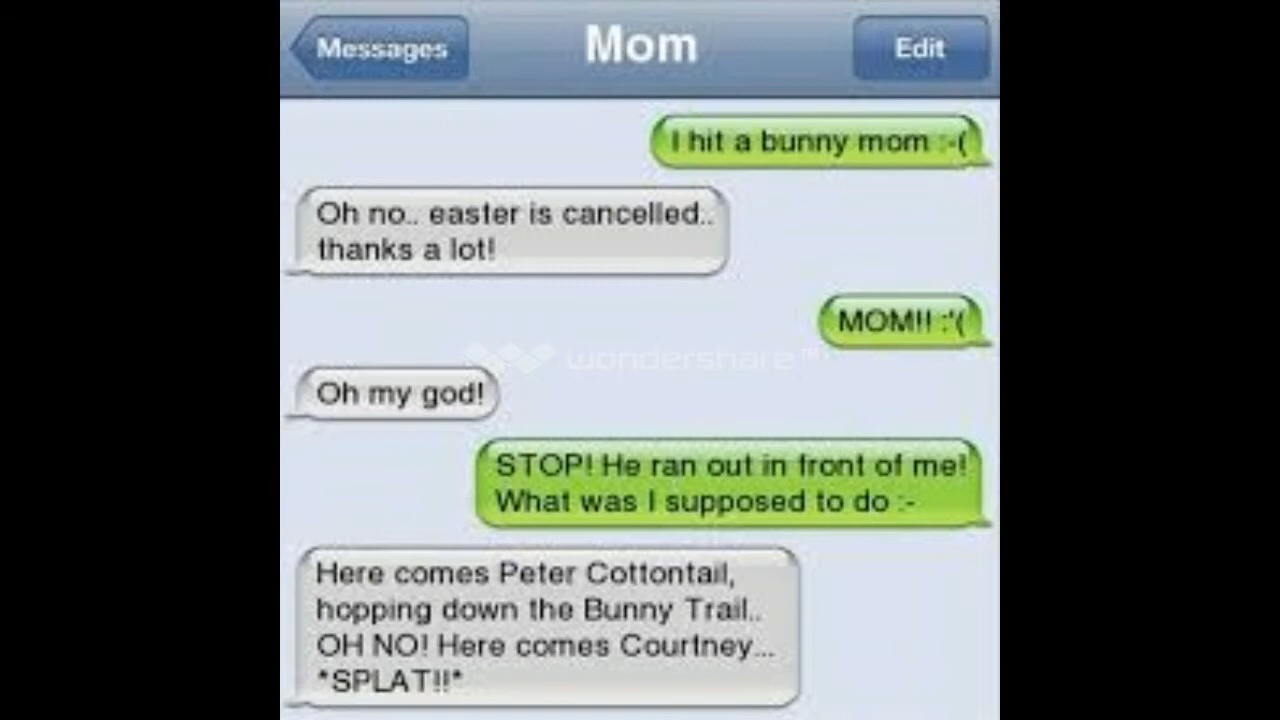 Messages Mom Edit
I hit a bunny mom :-(
Oh no.. easter is cancelled..
thanks a lot!
MOM!! :'(
wondershare™
Oh my god!
STOP! He ran out in front of me!
What was I supposed to do :-
Here comes Peter Cottontail,
hopping down the Bunny Trail..
OH NO! Here comes Courtney...
*SPLAT!!*